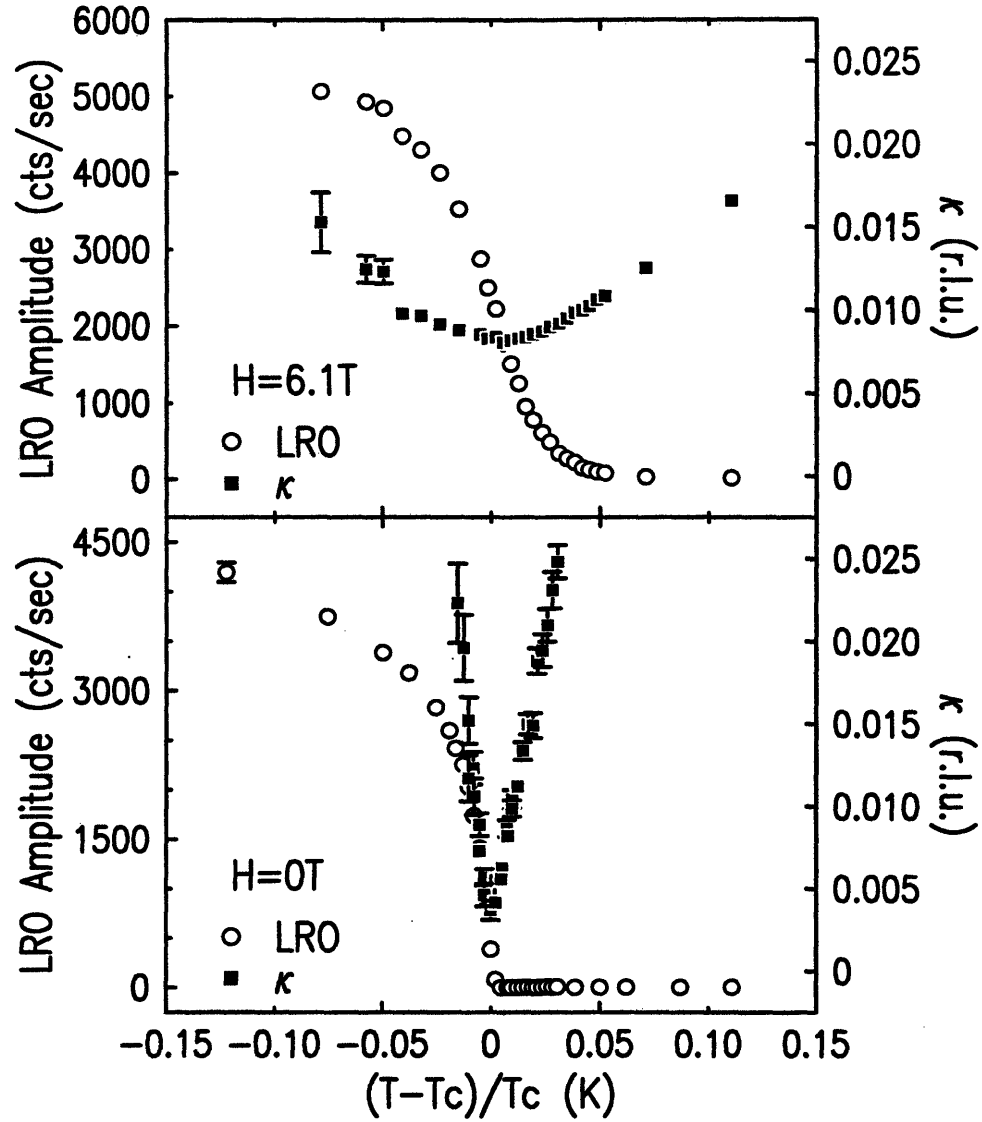 6000
5000
4000
3000
2000
1000
0
LRO Amplitude (cts/sec)
0.025
0.020
0.015
0.010
0.005
0
κ (r.l.u.)
H=6.1T
LRO
κ
4500
3000
1500
0
LRO Amplitude (cts/sec)
0.025
0.020
0.015
0.010
0.005
0
κ (r.l.u.)
H=0T
LRO
κ
−0.15 −0.10 −0.05 0 0.05 0.10 0.15
(T−Tc)/Tc (K)